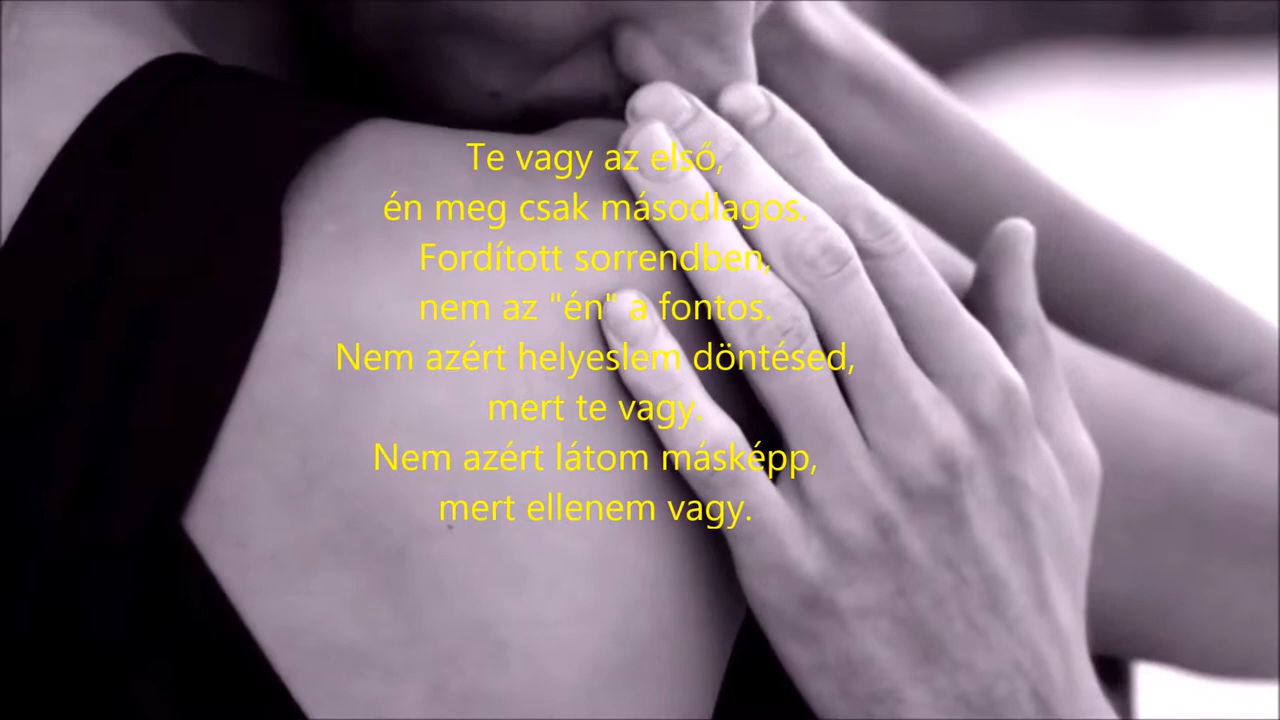 Te vagy az első,
én meg csak másodlagos.
Fordított sorrendben,
nem az "én" a fontos.
Nem azért helyeslem döntésed,
mert te vagy.
Nem azért látom másképp,
mert ellenem vagy.